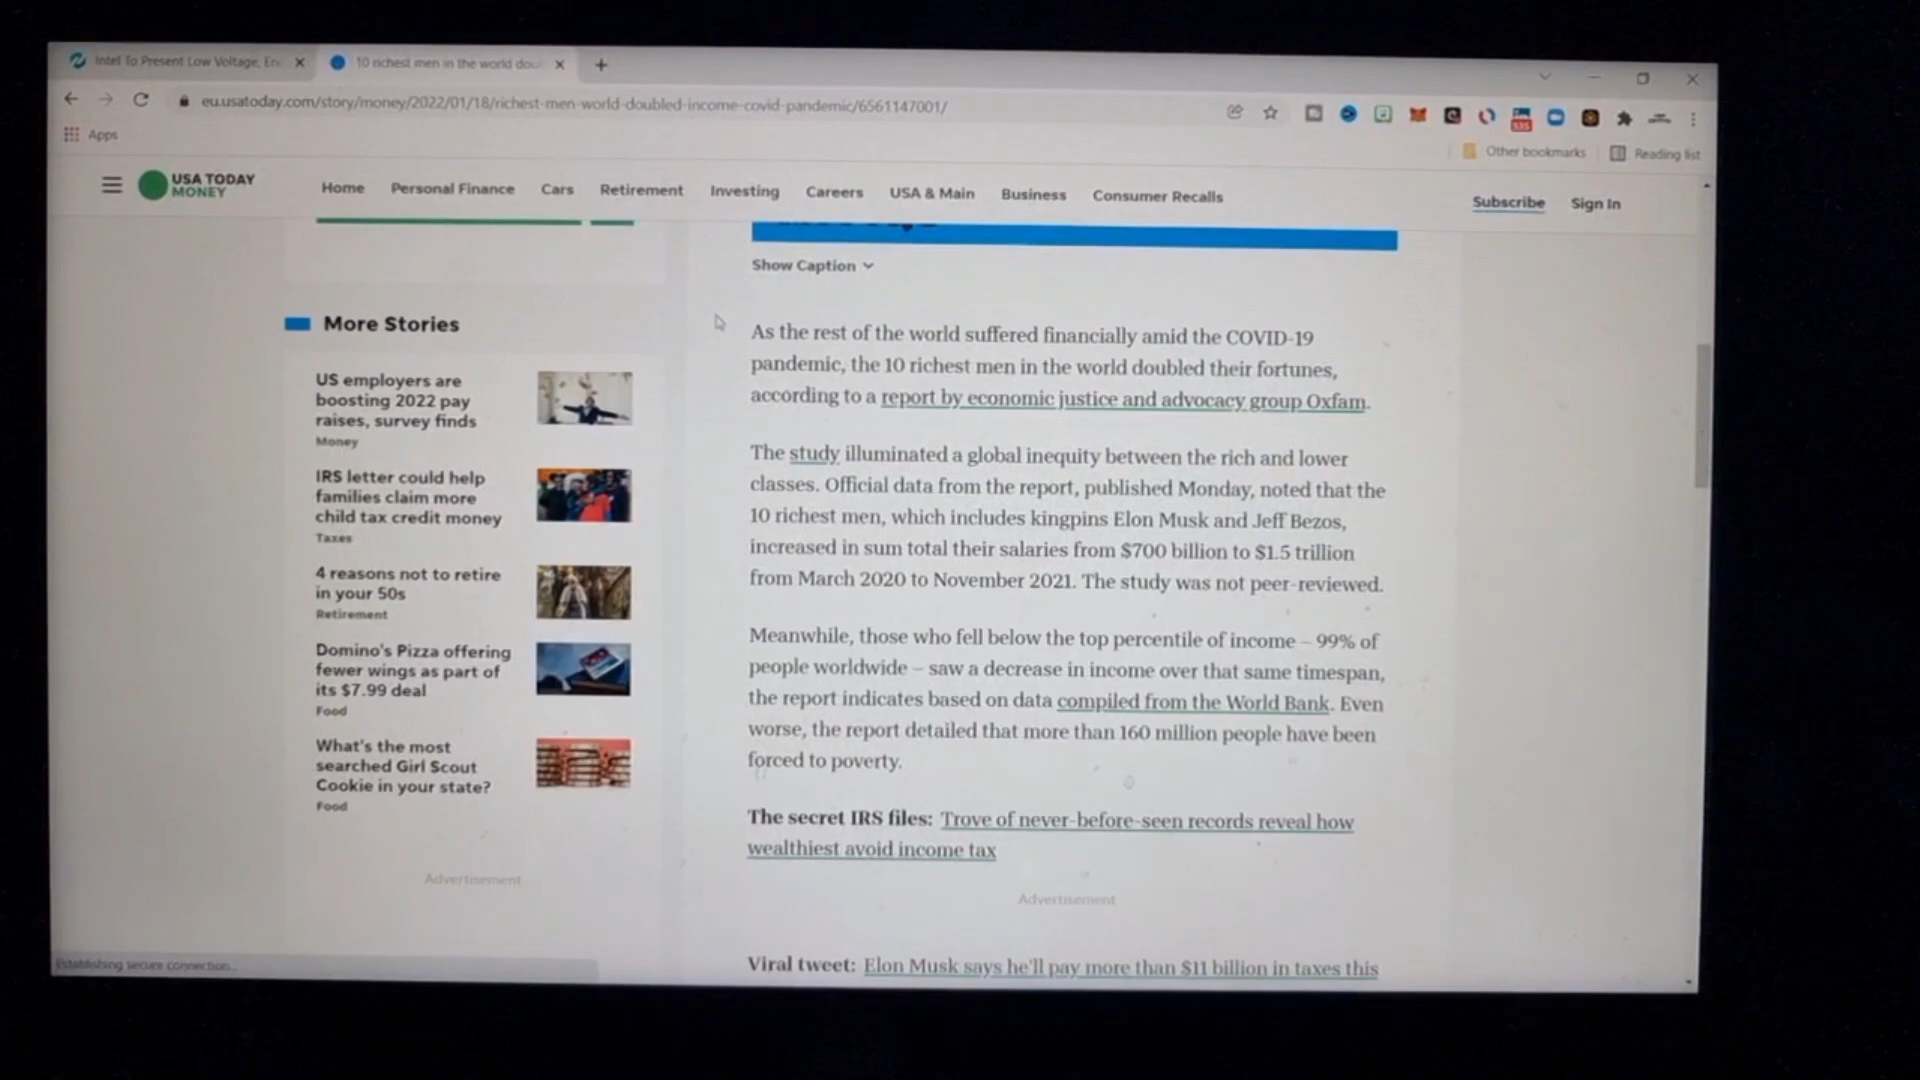 Intel To Present Low Voltage, En
10 richest men in the world dou
eu.usatoday.com/story/money/2022/01/18/richest-men-world-doubled-income-covid-pandemic/6561147001/
535
Apps
Other bookmarks
Reading list
USA TODAY
MONEY
Home
Personal Finance
Cars
Retirement
Investing
Careers
USA & Main
Business
Consumer Recalls
Subscribe
Sign In
More Stories
US employers are
boosting 2022 pay
raises, survey finds
Money
IRS letter could help
families claim more
child tax credit money
Taxes
4 reasons not to retire
in your 50s
Retirement
Domino's Pizza offering
fewer wings as part of
its $7.99 deal
Food
What's the most
searched Girl Scout
Cookie in your state?
Food
Advertisement
Show Caption
As the rest of the world suffered financially amid the COVID-19
pandemic, the 10 richest men in the world doubled their fortunes,
according to a report by economic justice and advocacy group Oxfam.
The study illuminated a global inequity between the rich and lower
classes. Official data from the report, published Monday, noted that the
10 richest men, which includes kingpins Elon Musk and Jeff Bezos,
increased in sum total their salaries from $700 billion to $1.5 trillion
from March 2020 to November 2021. The study was not peer-reviewed.
Meanwhile, those who fell below the top percentile of income – 99% of
people worldwide – saw a decrease in income over that same timespan,
the report indicates based on data compiled from the World Bank. Even
worse, the report detailed that more than 160 million people have been
forced to poverty.
The secret IRS files: Trove of never-before-seen records reveal how
wealthiest avoid income tax
Advertisement
Viral tweet: Elon Musk says he'll pay more than $11 billion in taxes this
Establishing secure connection...